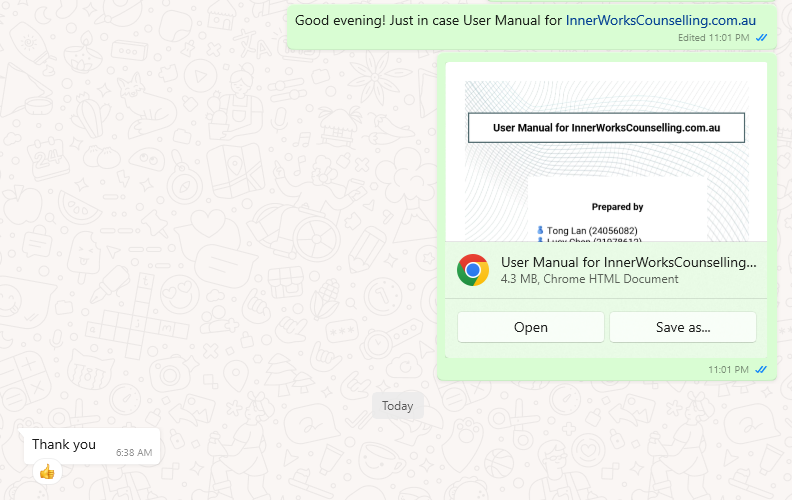 Good evening! Just in case User Manual for InnerWorksCounselling.com.au
Edited 11:01 PM
User Manual for InnerWorksCounselling.com.au
Prepared by
Tong Lan (24056082)
Lucy Chen (21978612)
User Manual for InnerWorksCounselling...
4.3 MB, Chrome HTML Document
Open
Save as...
11:01 PM
Today
Thank you
6:38 AM